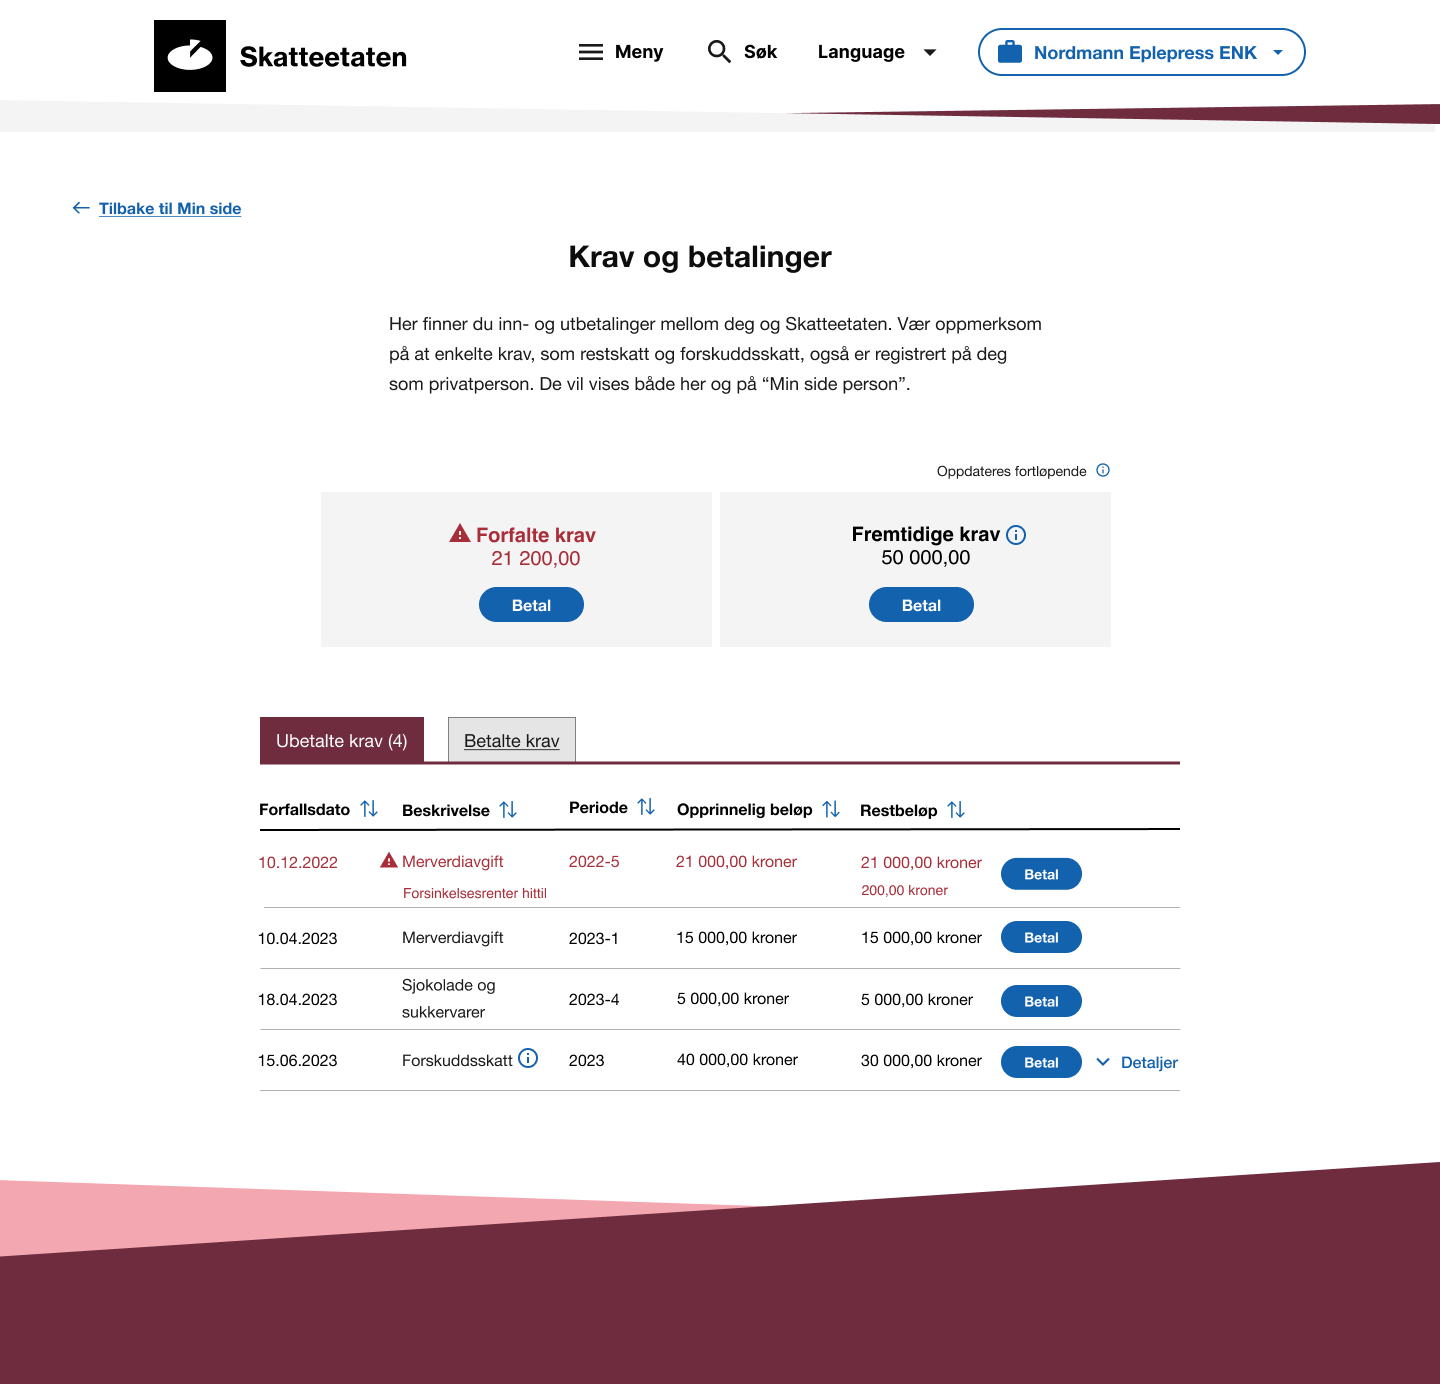 Skatteetaten
Meny
Søk
Language
Nordmann Eplepress ENK
Tilbake til Min side
Krav og betalinger
Her finner du inn- og utbetalinger mellom deg og Skatteetaten. Vær oppmerksom
på at enkelte krav, som restskatt og forskuddsskatt, også er registrert på deg
som privatperson. De vil vises både her og på “Min side person”.
Oppdateres fortløpende
Forfalte krav
21 200,00
Betal
Fremtidige krav
50 000,00
Betal
Ubetalte krav (4)
Betalte krav
Forfallsdato
Beskrivelse
Periode
Opprinnelig beløp
Restbeløp
10.12.2022
Merverdiavgift
2022-5
21 000,00 kroner
21 000,00 kroner
Betal
Forsinkelsesrenter hittil
200,00 kroner
10.04.2023
Merverdiavgift
2023-1
15 000,00 kroner
15 000,00 kroner
Betal
18.04.2023
Sjokolade og
sukkervarer
2023-4
5 000,00 kroner
5 000,00 kroner
Betal
15.06.2023
Forskuddsskatt
2023
40 000,00 kroner
30 000,00 kroner
Betal
Detaljer